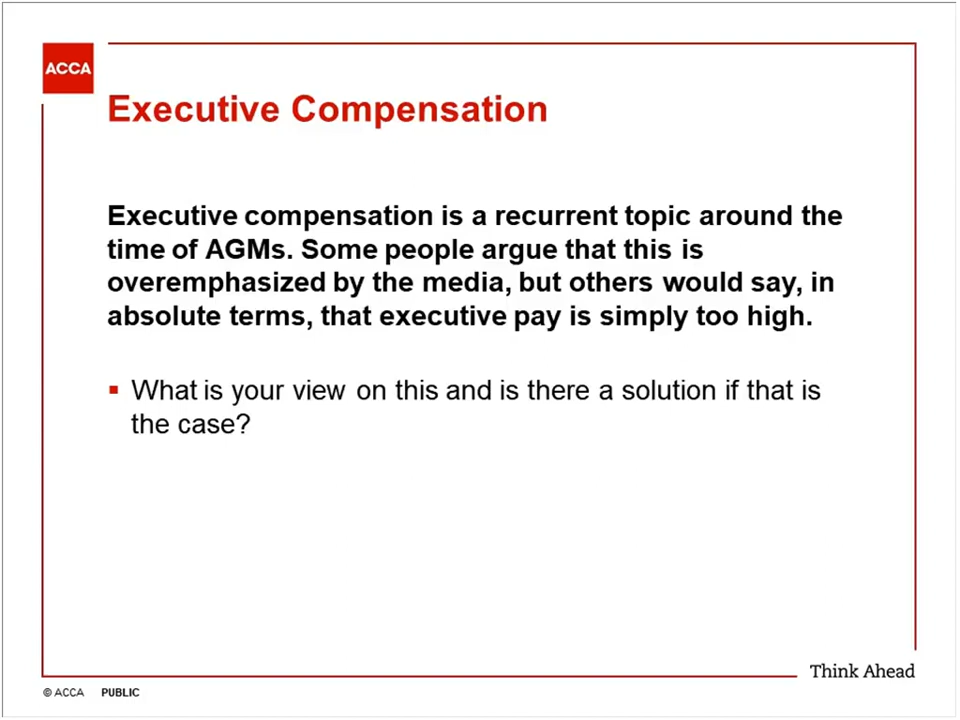 ACCA
Executive Compensation
Executive compensation is a recurrent topic around the
time of AGMs. Some people argue that this is
overemphasized by the media, but others would say, in
absolute terms, that executive pay is simply too high.
▪ What is your view on this and is there a solution if that is
the case?
Think Ahead
© ACCA PUBLIC